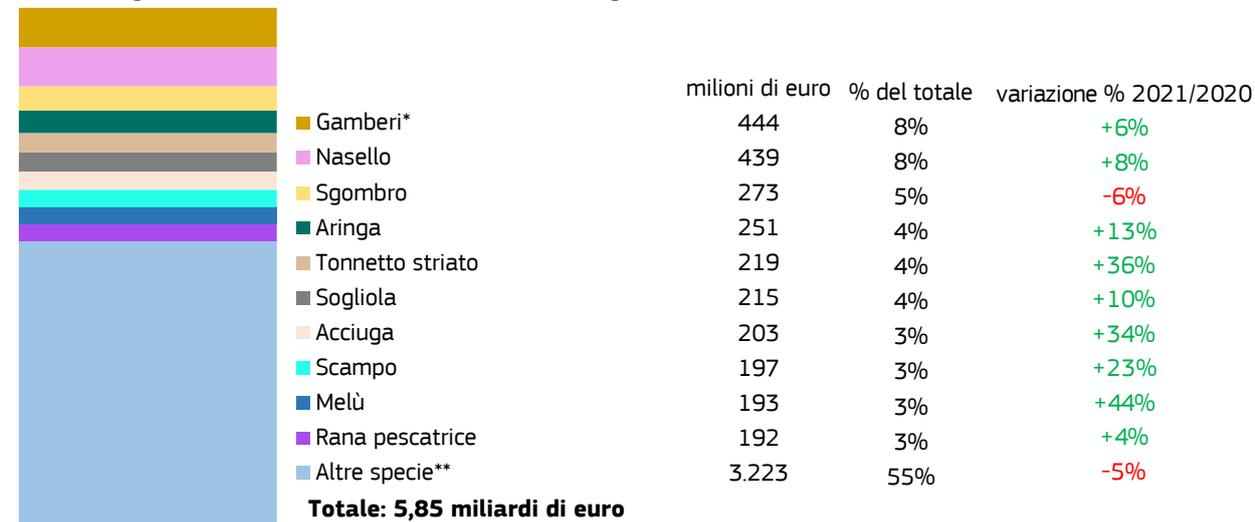 milioni di euro % del totale variazione % 2021/2020
Gamberi* 444 8% +6%
Nasello 439 8% +8%
Sgombro 273 5% -6%
Aringa 251 4% +13%
Tonnetto striato 219 4% +36%
Sogliola 215 4% +10%
Acciuga 203 3% +34%
Scampo 197 3% +23%
Melù 193 3% +44%
Rana pescatrice 192 3% +4%
Altre specie** 3.223 55% -5%
Totale: 5,85 miliardi di euro